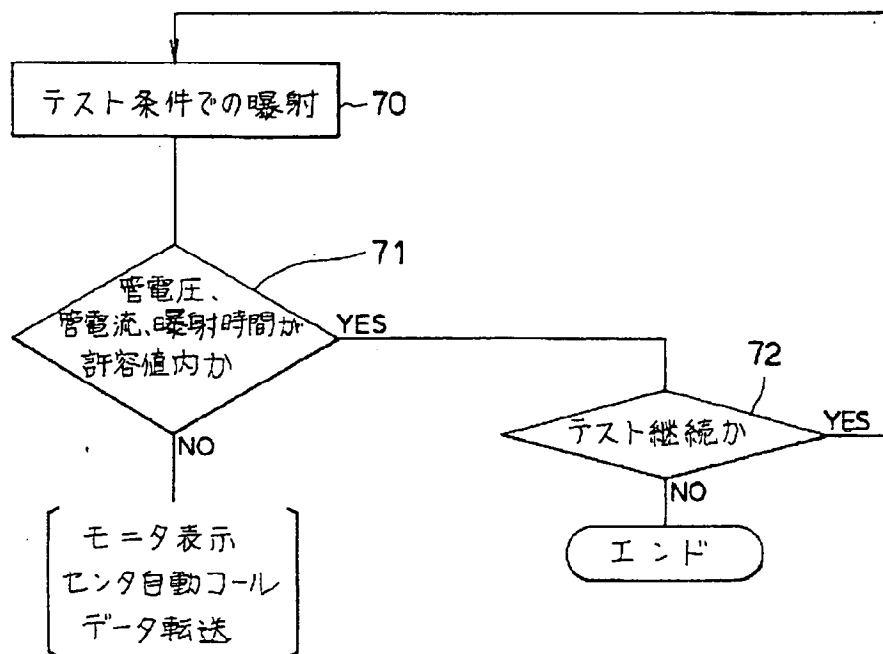 テスト条件での曝射
70
71
管電圧、
管電流、曝射時間が
許容値内か
YES
NO
72
テスト継続か
YES
NO
モニタ表示
センタ自動コール
データ転送
エンド